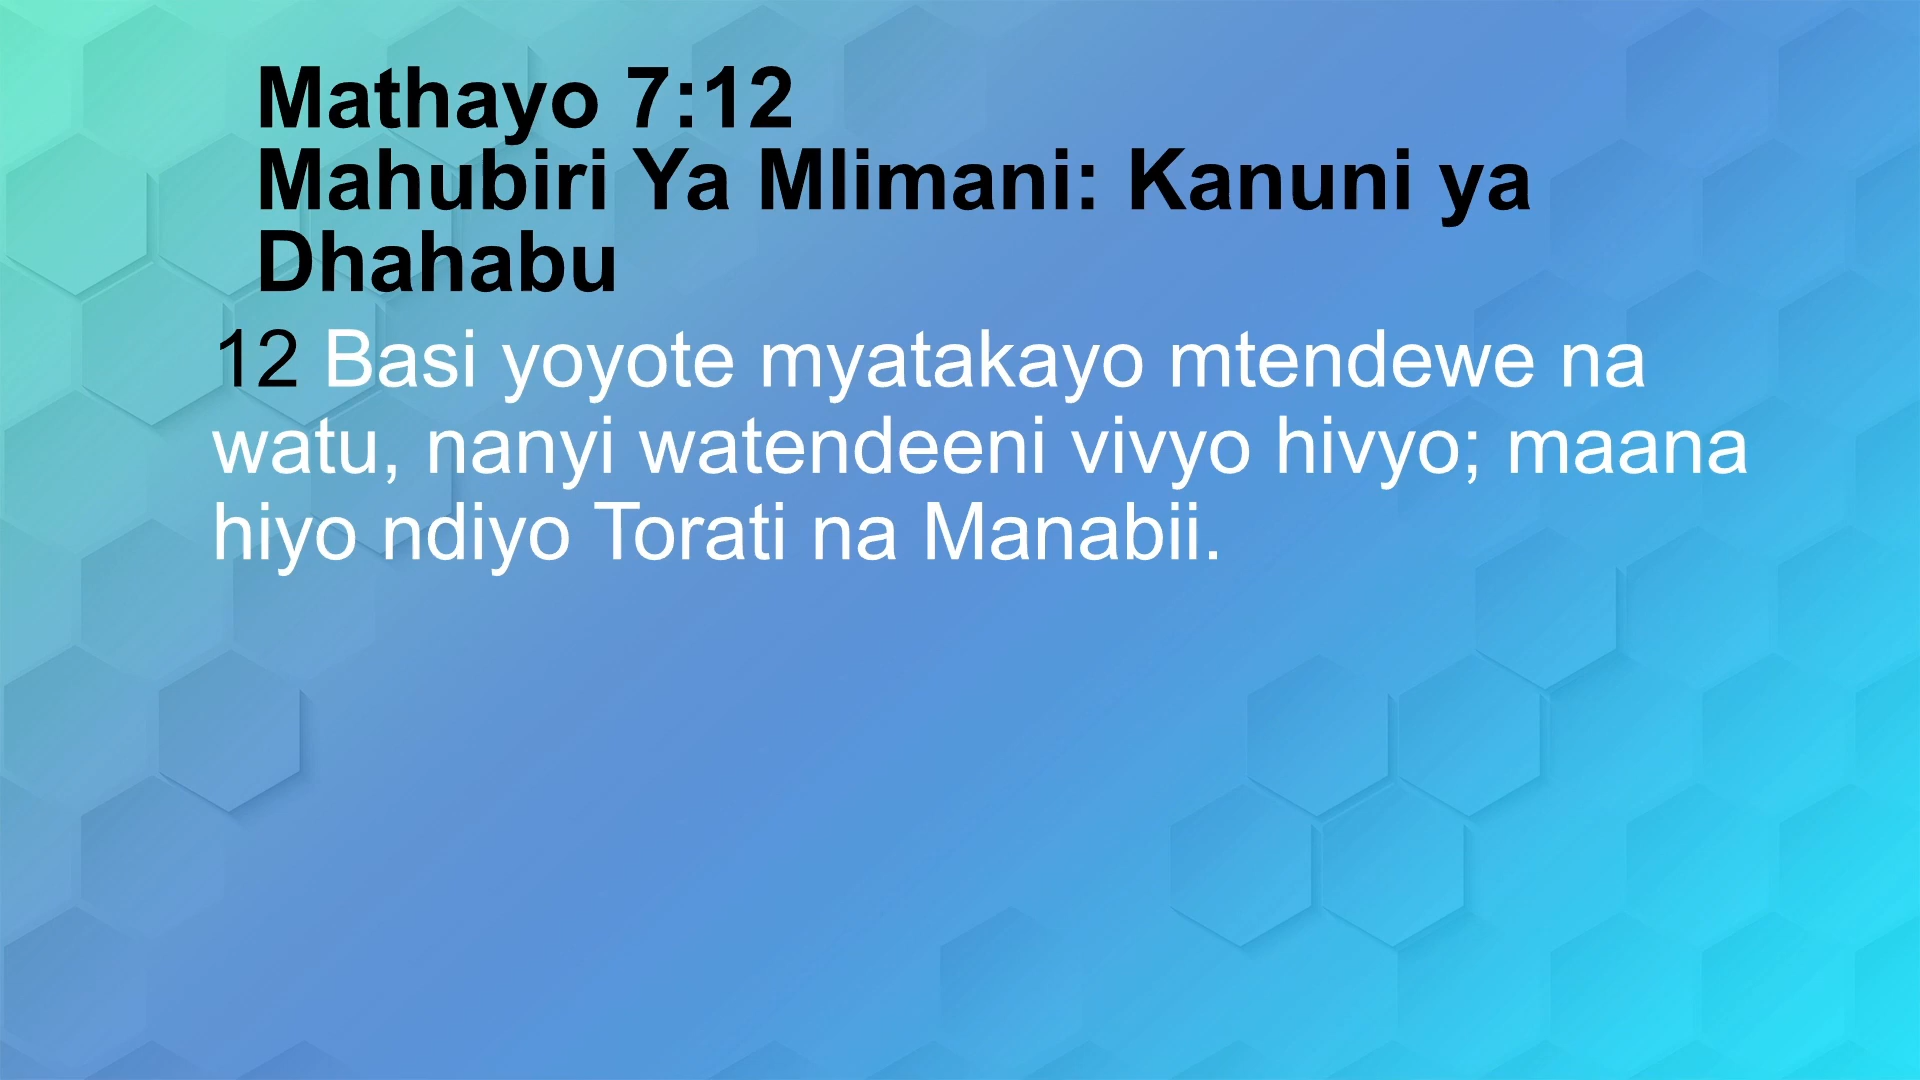 Mathayo 7:12
Mahubiri Ya Mlimani: Kanuni ya
Dhahabu
12 Basi yoyote myatakayo mtendewe na
watu, nanyi watendeeni vivyo hivyo; maana
hiyo ndiyo Torati na Manabii.